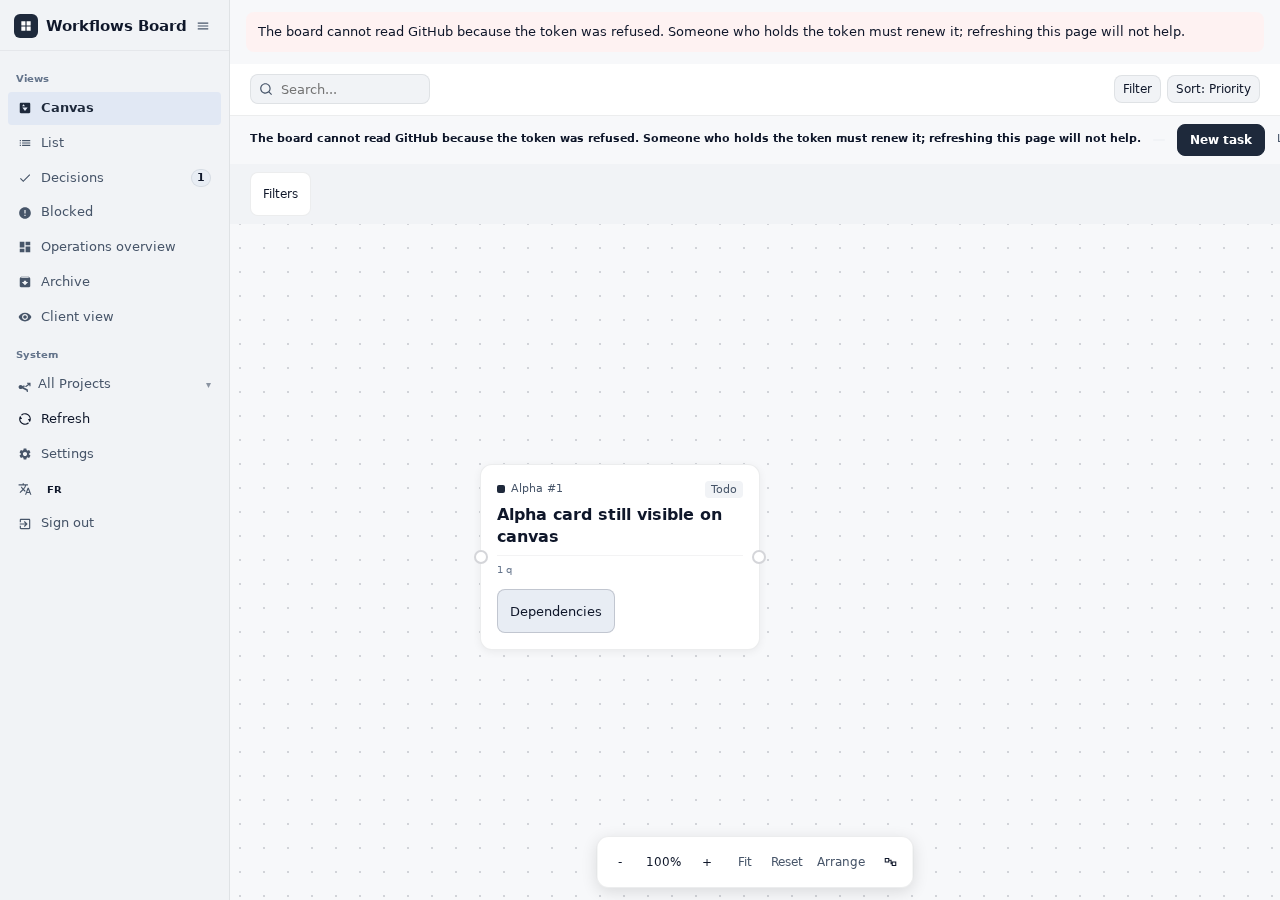 Workflows Board
The board cannot read GitHub because the token was refused. Someone who holds the token must renew it; refreshing this page will not help.
Search...
Filter
Sort: Priority
The board cannot read GitHub because the token was refused. Someone who holds the token must renew it; refreshing this page will not help.
New task
Filters
Views
Canvas
List
Decisions 1
Blocked
Operations overview
Archive
Client view
System
All Projects
Refresh
Settings
FR
Sign out
Alpha #1
Todo
Alpha card still visible on
canvas
1 q
Dependencies
- 100% + Fit Reset Arrange